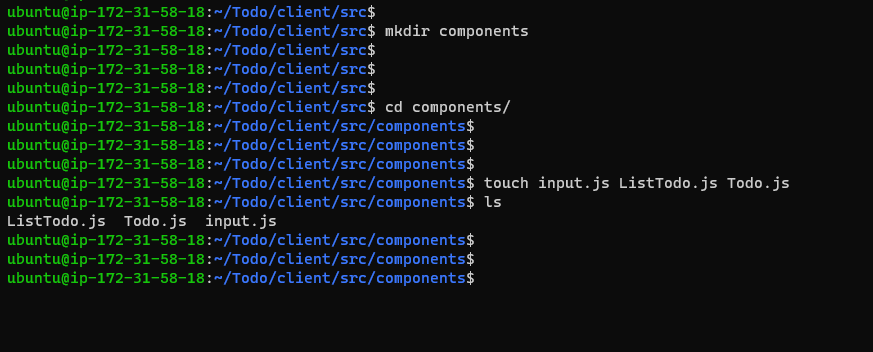 ubuntu@ip-172-31-58-18:~/Todo/client/src$
ubuntu@ip-172-31-58-18:~/Todo/client/src$ mkdir components
ubuntu@ip-172-31-58-18:~/Todo/client/src$
ubuntu@ip-172-31-58-18:~/Todo/client/src$
ubuntu@ip-172-31-58-18:~/Todo/client/src$
ubuntu@ip-172-31-58-18:~/Todo/client/src$ cd components/
ubuntu@ip-172-31-58-18:~/Todo/client/src/components$
ubuntu@ip-172-31-58-18:~/Todo/client/src/components$
ubuntu@ip-172-31-58-18:~/Todo/client/src/components$
ubuntu@ip-172-31-58-18:~/Todo/client/src/components$ touch input.js ListTodo.js Todo.js
ubuntu@ip-172-31-58-18:~/Todo/client/src/components$ ls
ListTodo.js  Todo.js  input.js
ubuntu@ip-172-31-58-18:~/Todo/client/src/components$
ubuntu@ip-172-31-58-18:~/Todo/client/src/components$
ubuntu@ip-172-31-58-18:~/Todo/client/src/components$